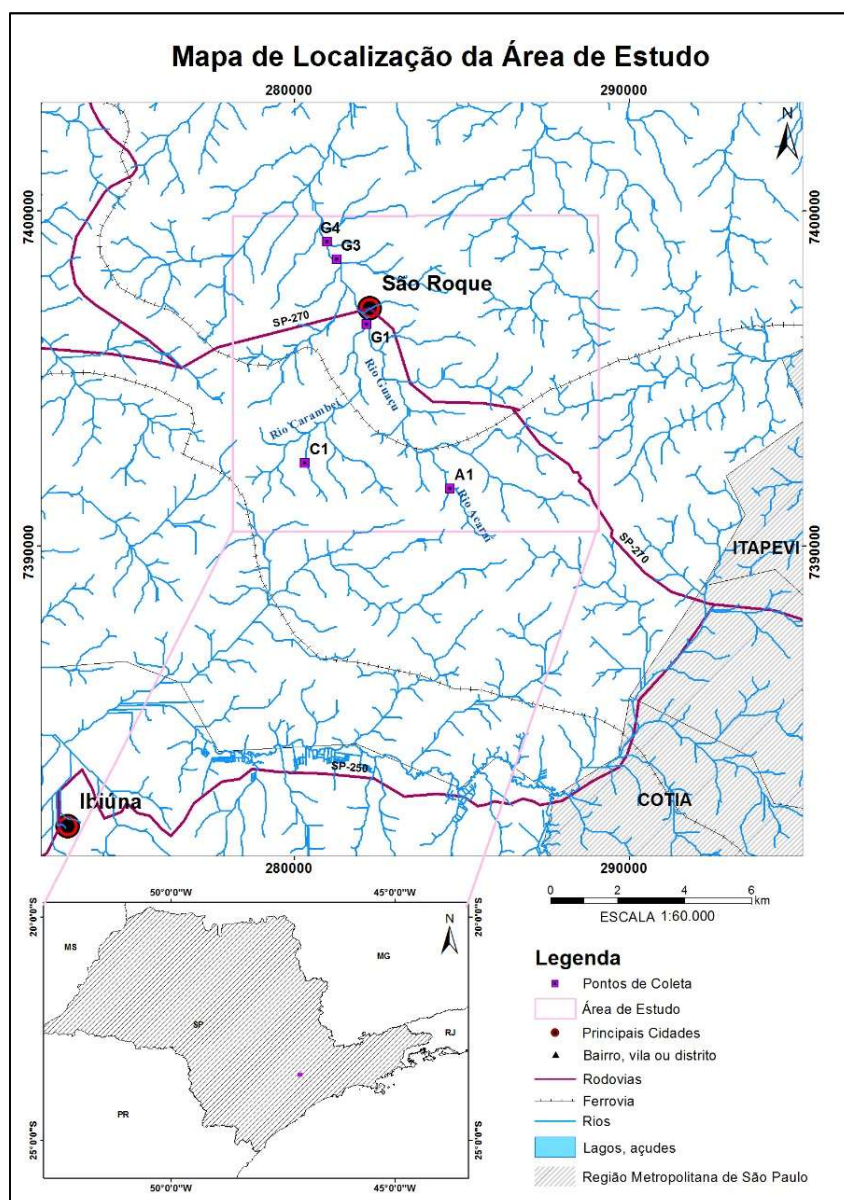 Mapa de Localização da Área de Estudo
280000
290000
N
7400000
7400000
G4
G3
São Roque
SP-270
G1
Rio Guaçu
Rio Carambeí
C1
A1
Rio Açaraí
SP-270
ITAPEVI
7390000
7390000
SP-250
Ibiúna
COTIA
280000
290000
50°0'0"W
45°0'0"W
20°0'0"S
20°0'0"S
N
MS
MG
SP
RJ
PR
25°0'0"S
25°0'0"S
50°0'0"W
45°0'0"W
0 2 4 6
km
ESCALA 1:60.000
Legenda
Pontos de Coleta
Área de Estudo
Principais Cidades
Bairro, vila ou distrito
Rodovias
Ferrovia
Rios
Lagos, açudes
Região Metropolitana de São Paulo